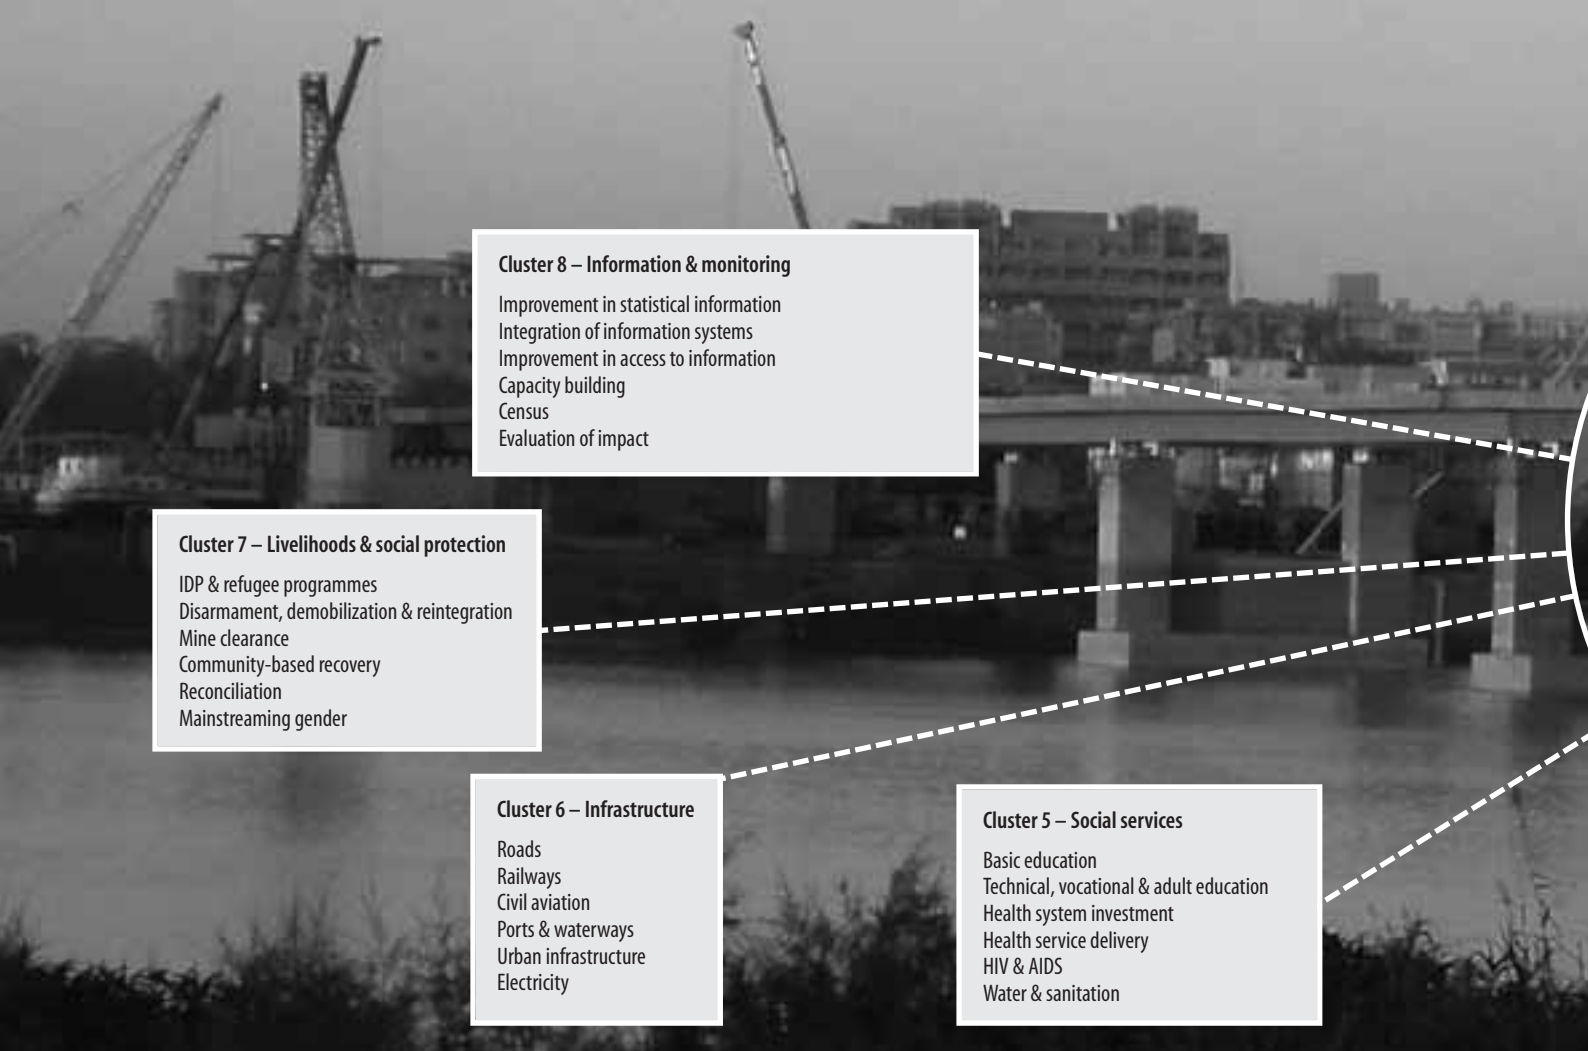 Cluster 8 – Information & monitoring
Improvement in statistical information
Integration of information systems
Improvement in access to information
Capacity building
Census
Evaluation of impact
Cluster 7 – Livelihoods & social protection
IDP & refugee programmes
Disarmament, demobilization & reintegration
Mine clearance
Community-based recovery
Reconciliation
Mainstreaming gender
Cluster 6 – Infrastructure
Roads
Railways
Civil aviation
Ports & waterways
Urban infrastructure
Electricity
Cluster 5 – Social services
Basic education
Technical, vocational & adult education
Health system investment
Health service delivery
HIV & AIDS
Water & sanitation